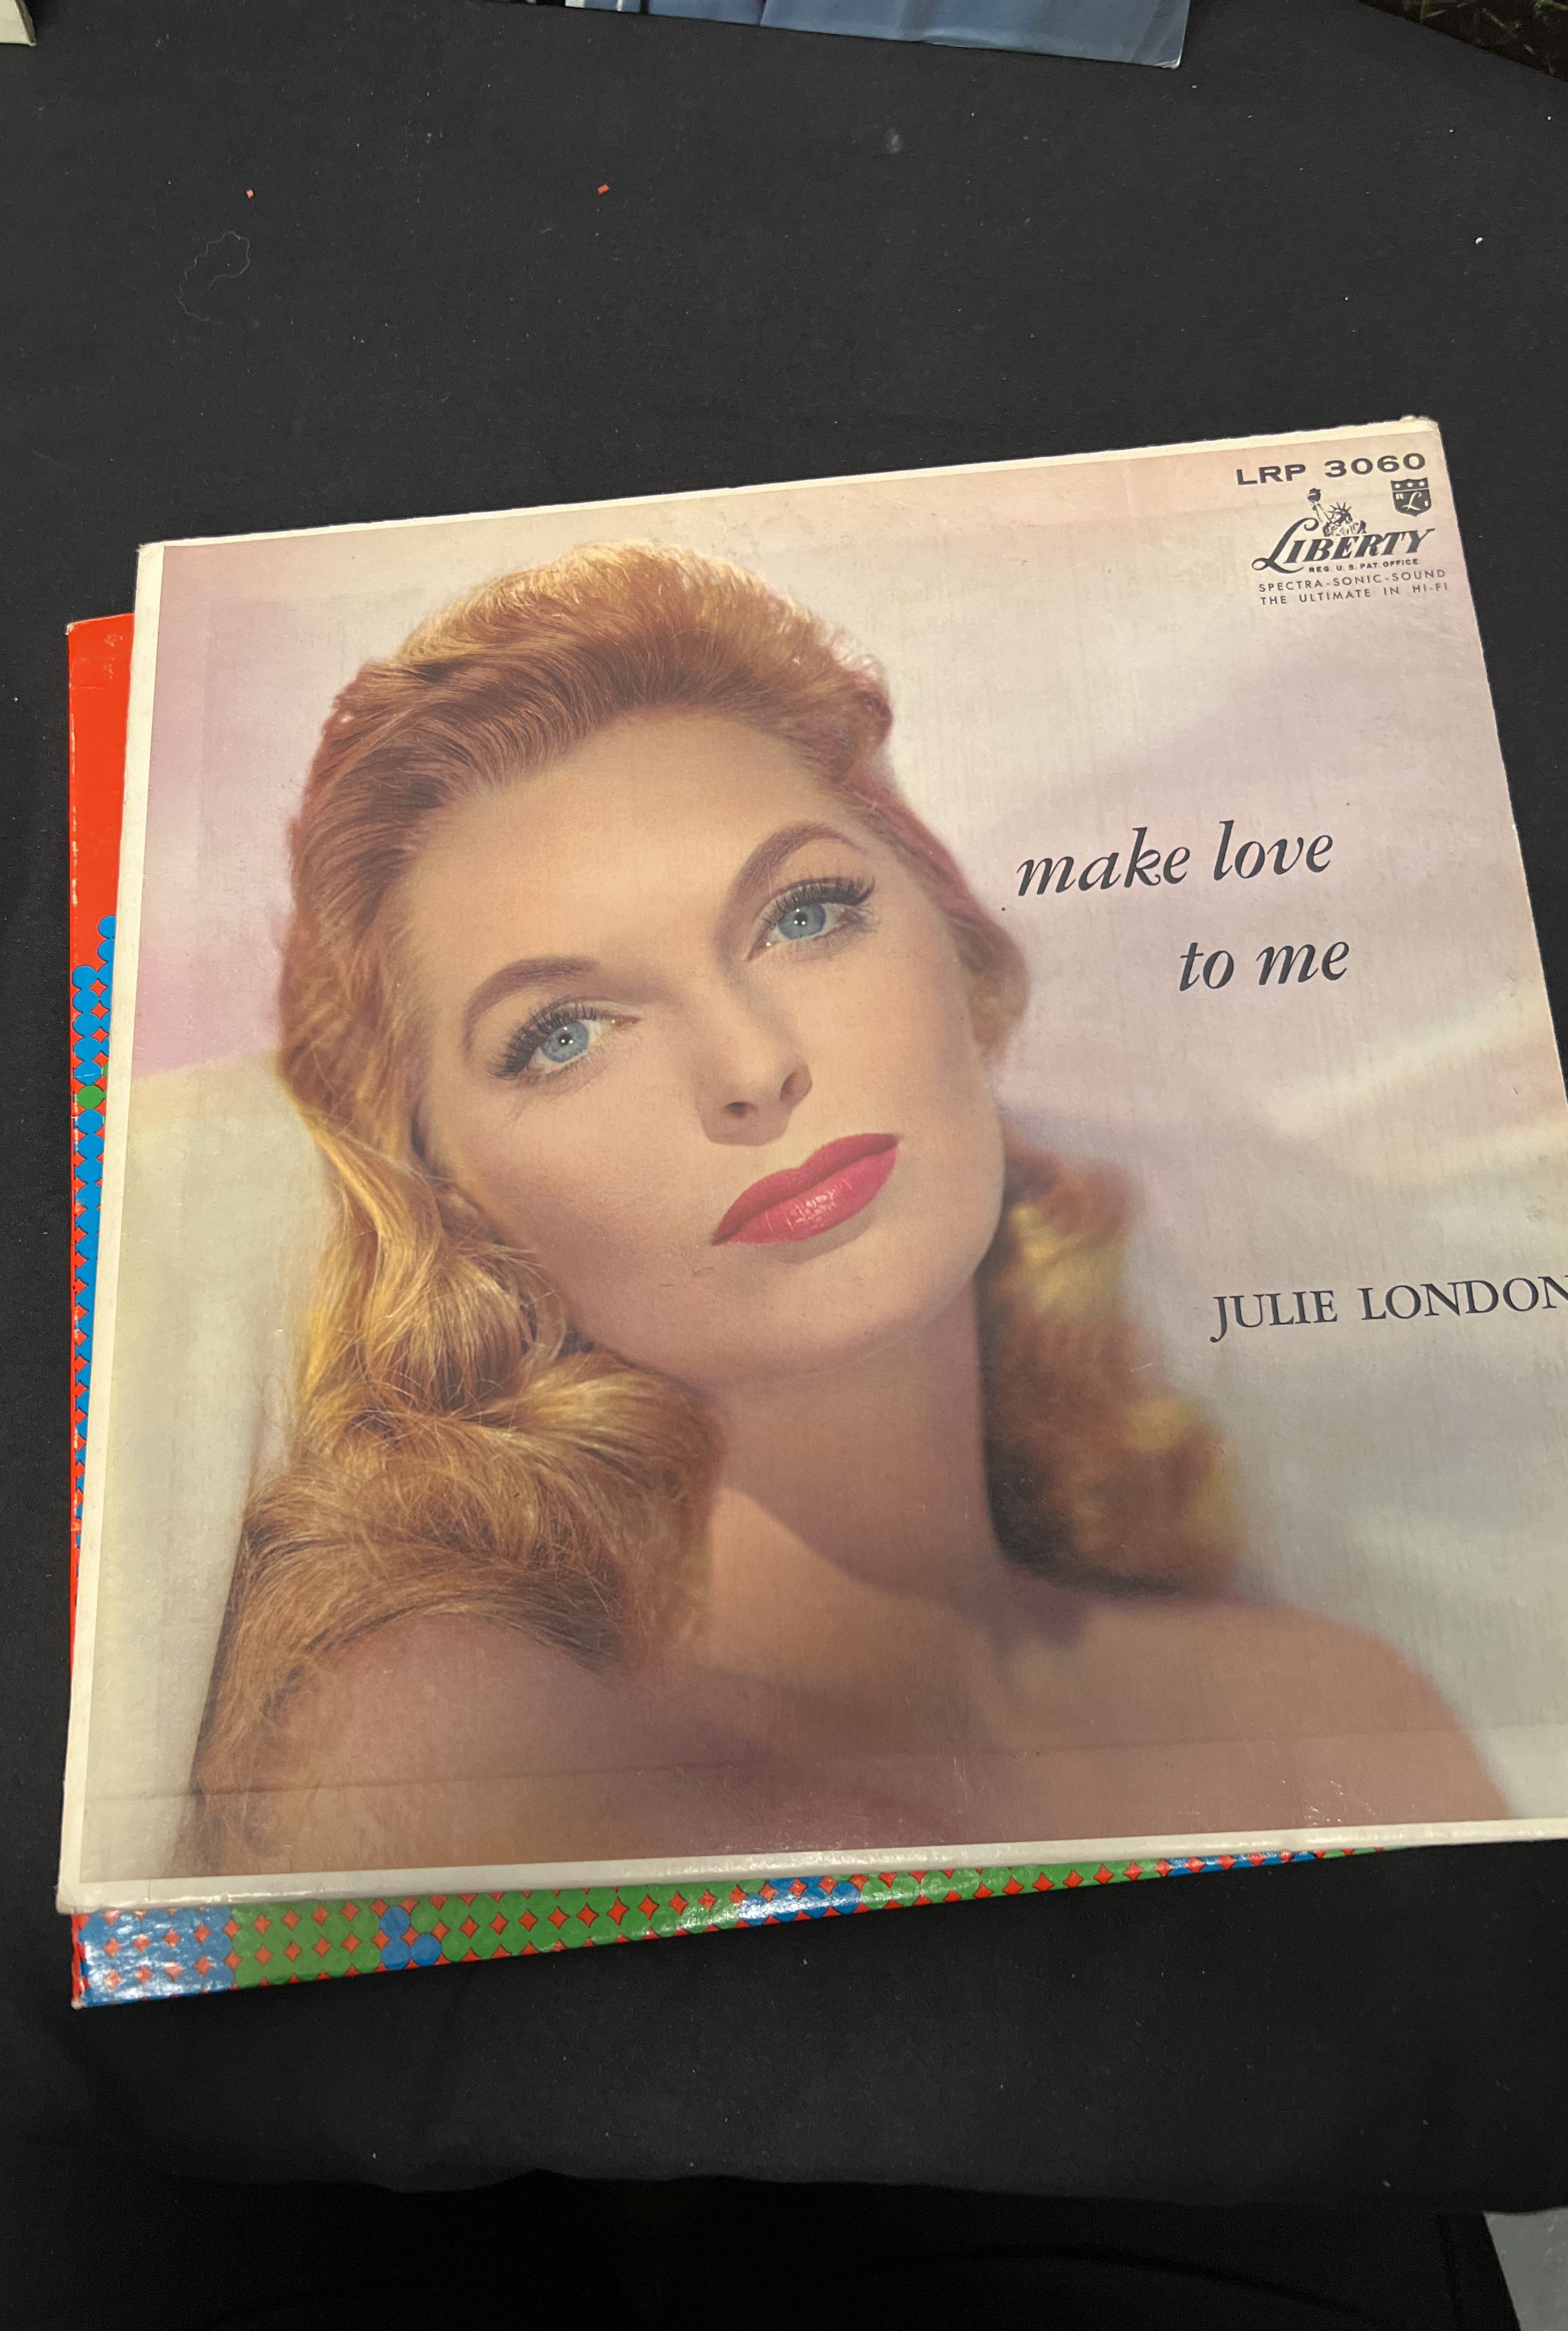 LRP 3060
LIBERTY
REG. U.S. PAT. OFFICE
SPECTRA-SONIC-SOUND
THE ULTIMATE IN HI-FI
make love
to me
JULIE LONDON